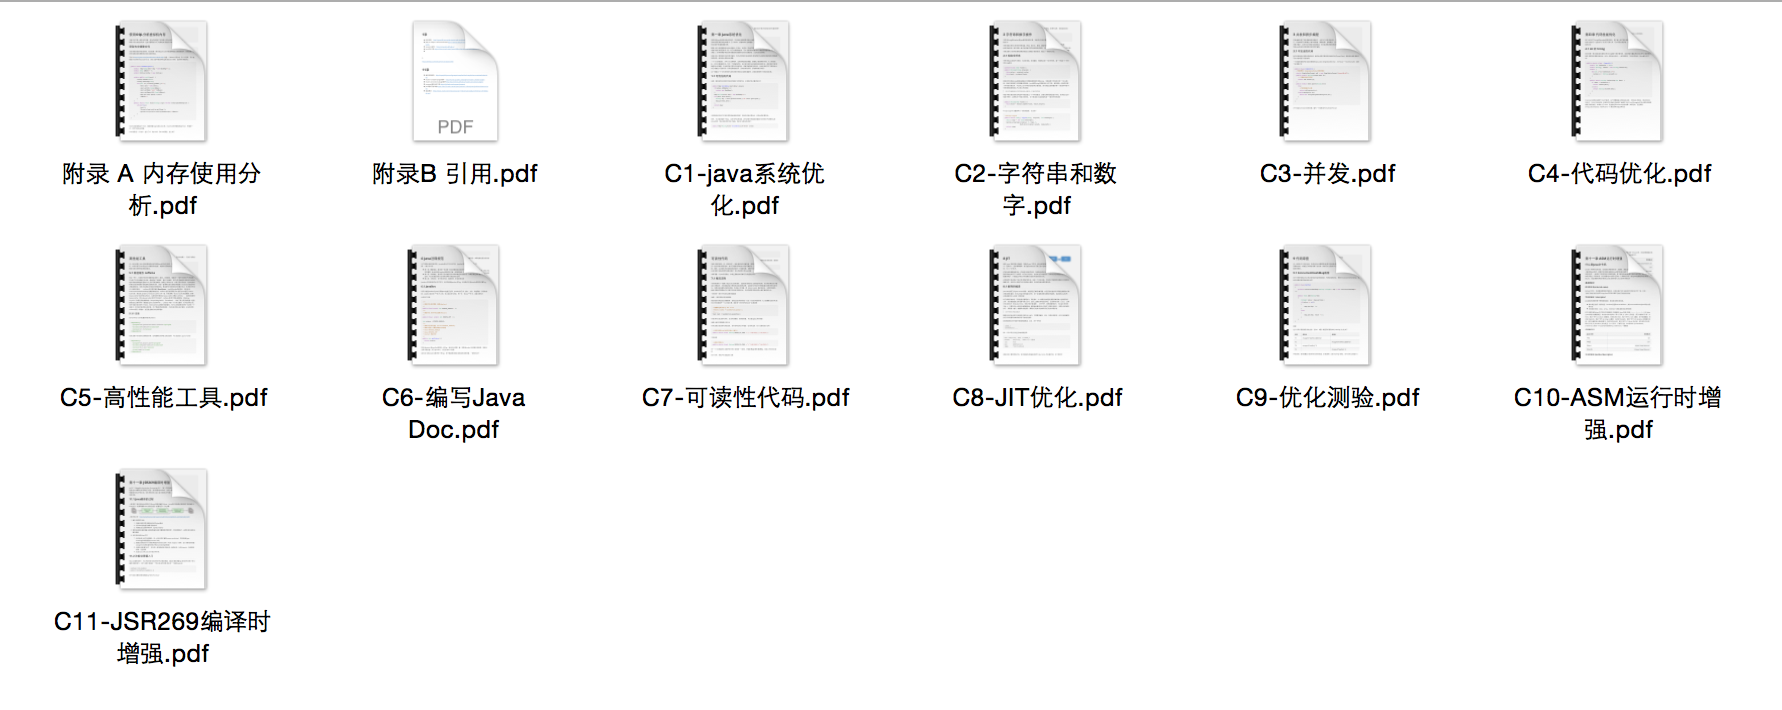 附录 A 内存使用分
析.pdf
PDF
附录B 引用.pdf
C1-java系统优
化.pdf
C2-字符串和数
字.pdf
C3-并发.pdf
C4-代码优化.pdf
C5-高性能工具.pdf
C6-编写Java
Doc.pdf
C7-可读性代码.pdf
C8-JIT优化.pdf
C9-优化测验.pdf
C10-ASM运行时增
强.pdf
C11-JSR269编译时
增强.pdf